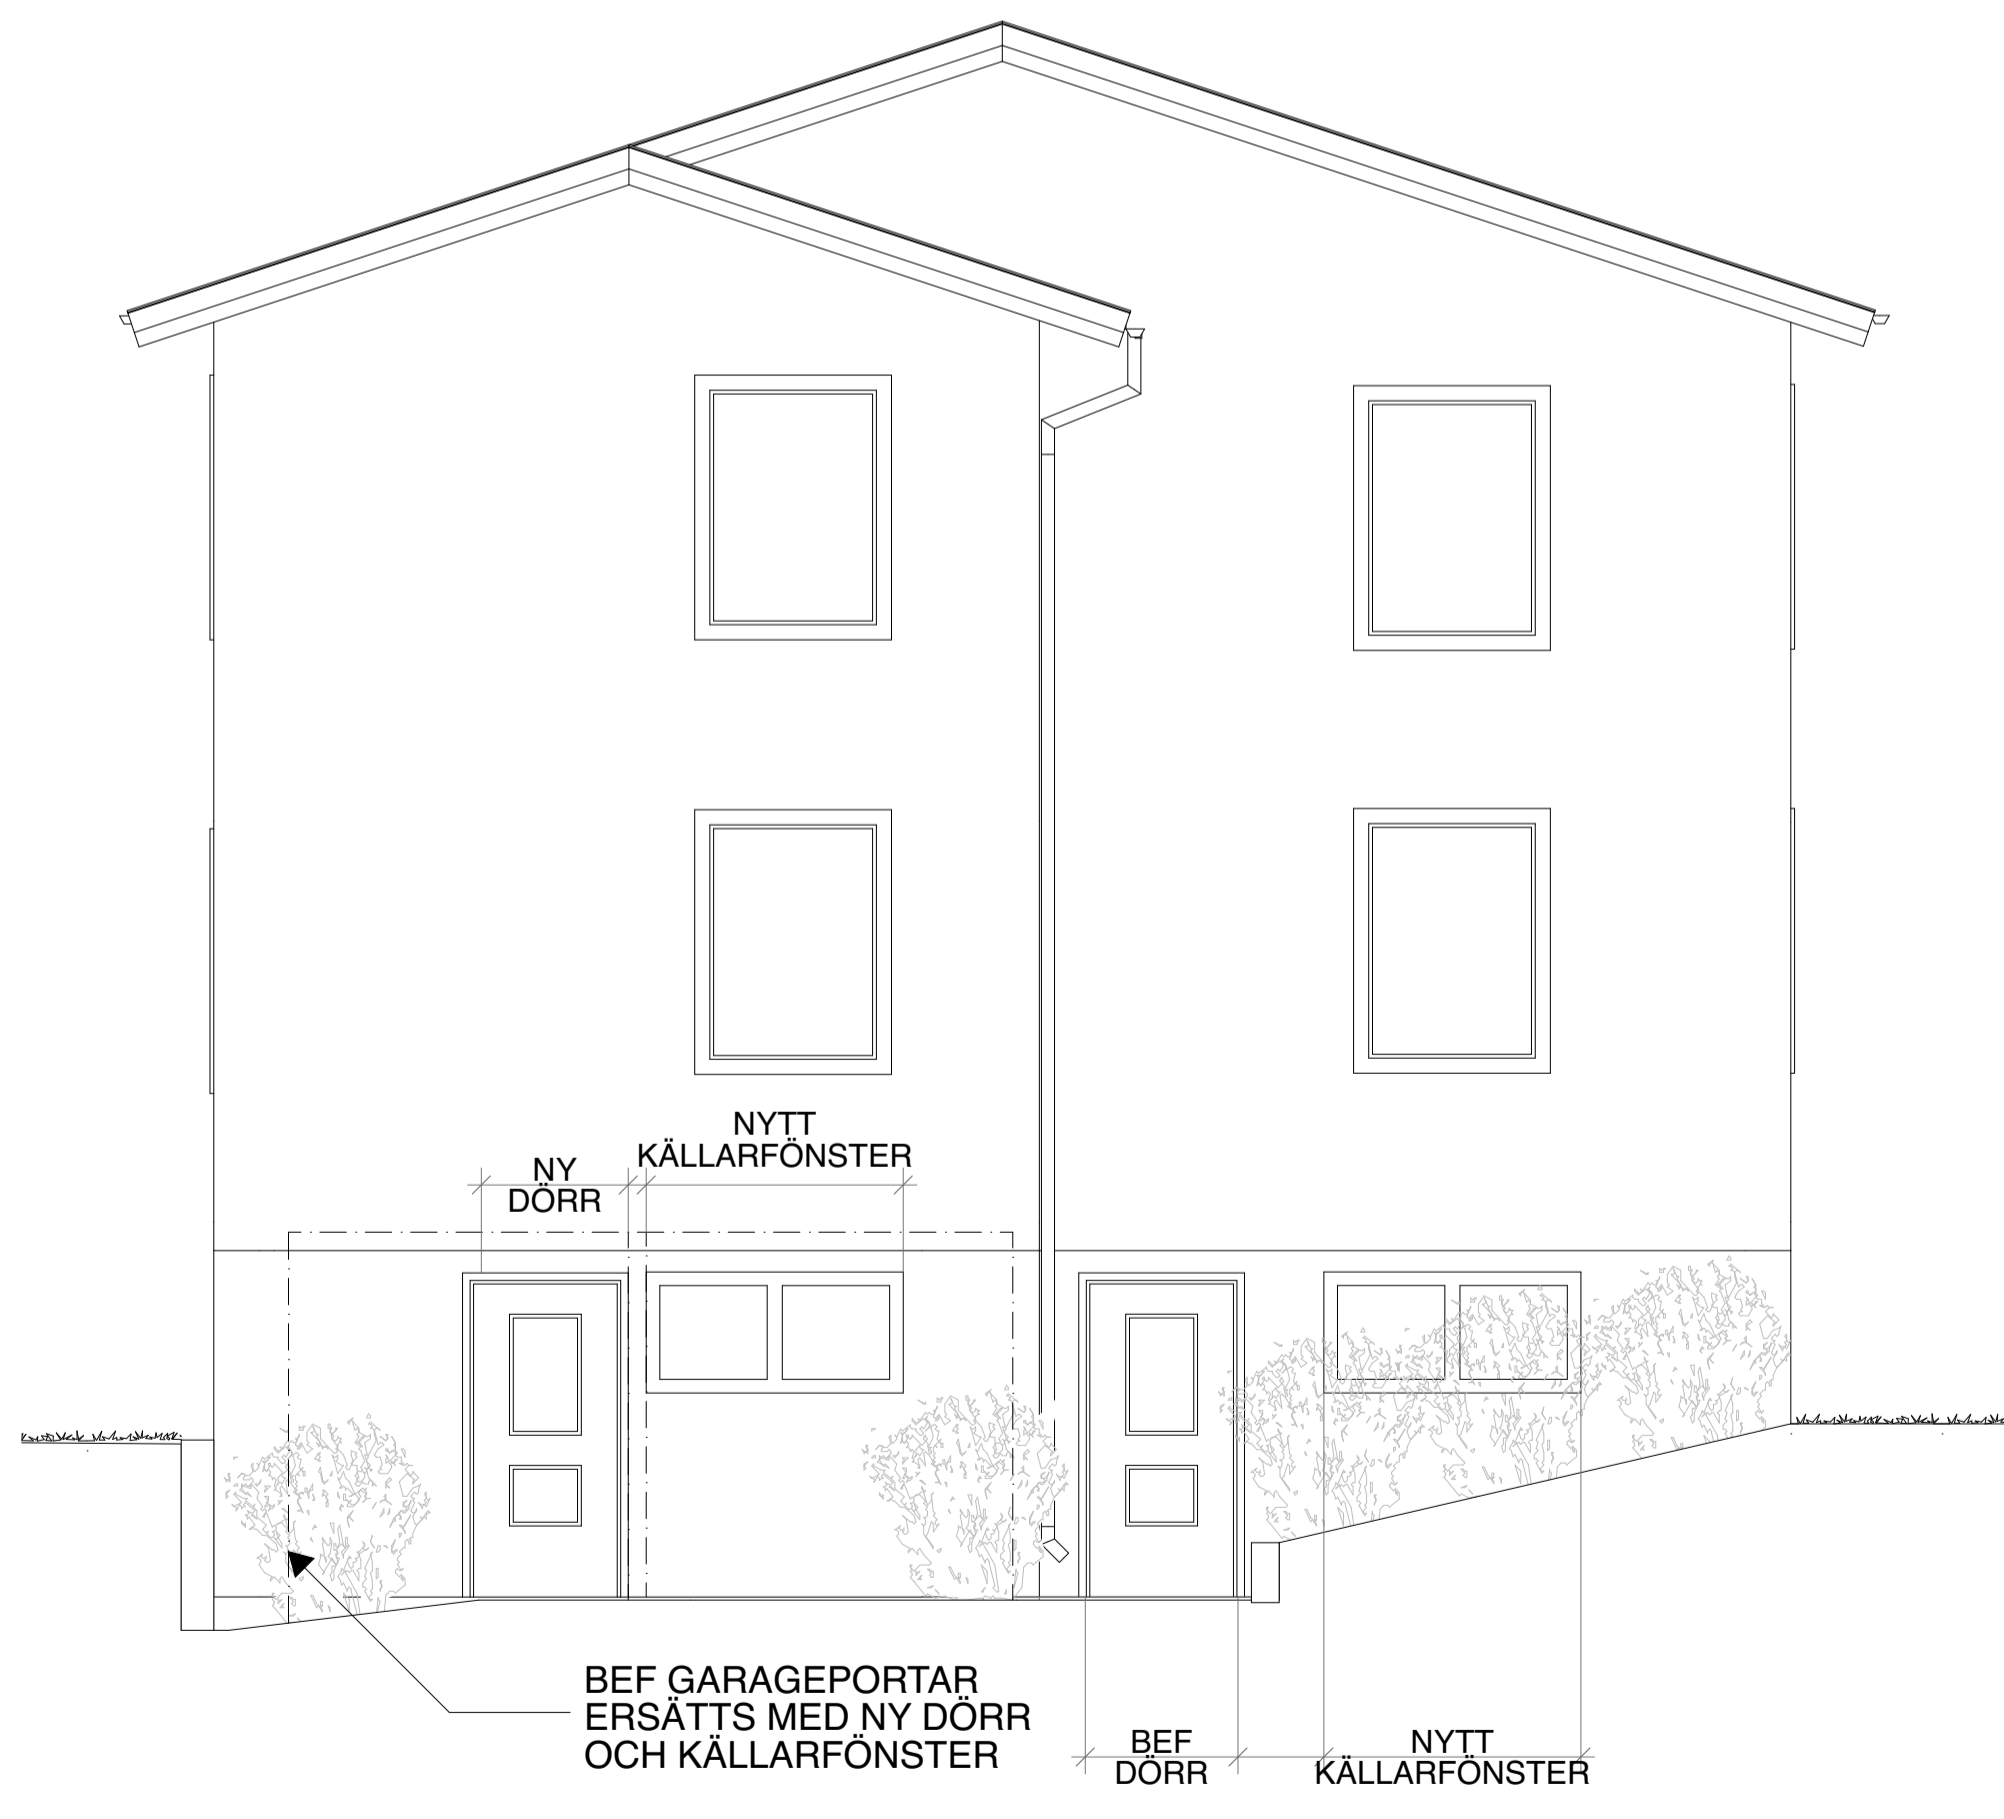 NYTT
KÄLLARFÖNSTER
NY
DÖRR
BEF GARAGEPORTAR
ERSÄTTS MED NY DÖRR
OCH KÄLLARFÖNSTER
BEF
DÖRR
NYTT
KÄLLARFÖNSTER